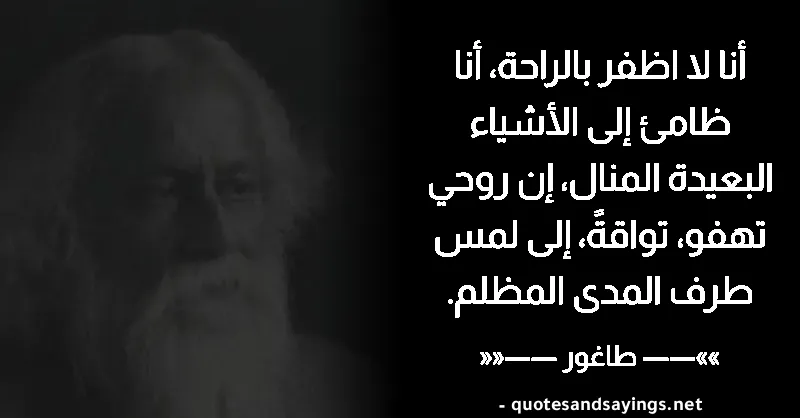 أنا لا اظفر بالراحة، أنا
ظامئ إلى الأشياء
البعيدة المنال، إن روحي
تهفو، تواقةً، إلى لمس
طرف المدى المظلم.
»»—–— طاغور —–—««
- quotesandsayings.net